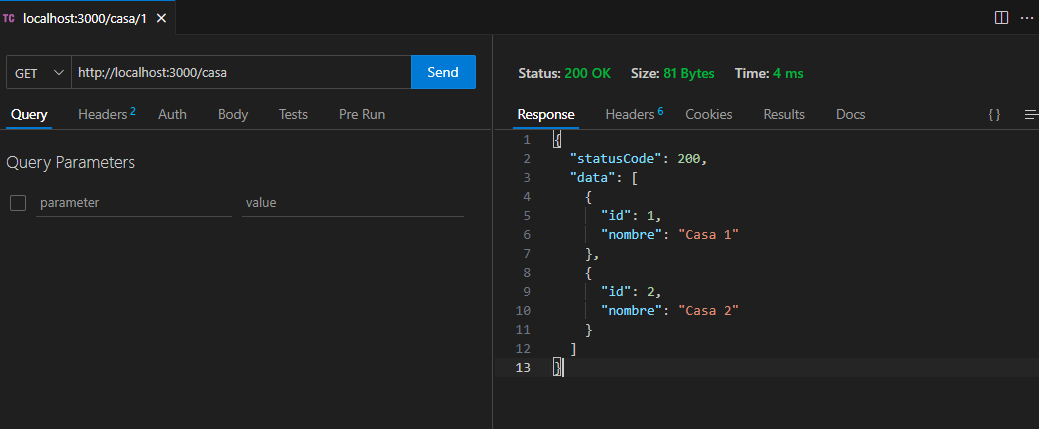 TC localhost:3000/casa/1 ×
GET http://localhost:3000/casa Send
Query Headers 2 Auth Body Tests Pre Run
Query Parameters
parameter value
Status: 200 OK Size: 81 Bytes Time: 4 ms
Response Headers 6 Cookies Results Docs {}
1 {
2 "statusCode": 200,
3 "data": [
4 {
5 "id": 1,
6 "nombre": "Casa 1"
7 },
8 {
9 "id": 2,
10 "nombre": "Casa 2"
11 }
12 ]
13 }